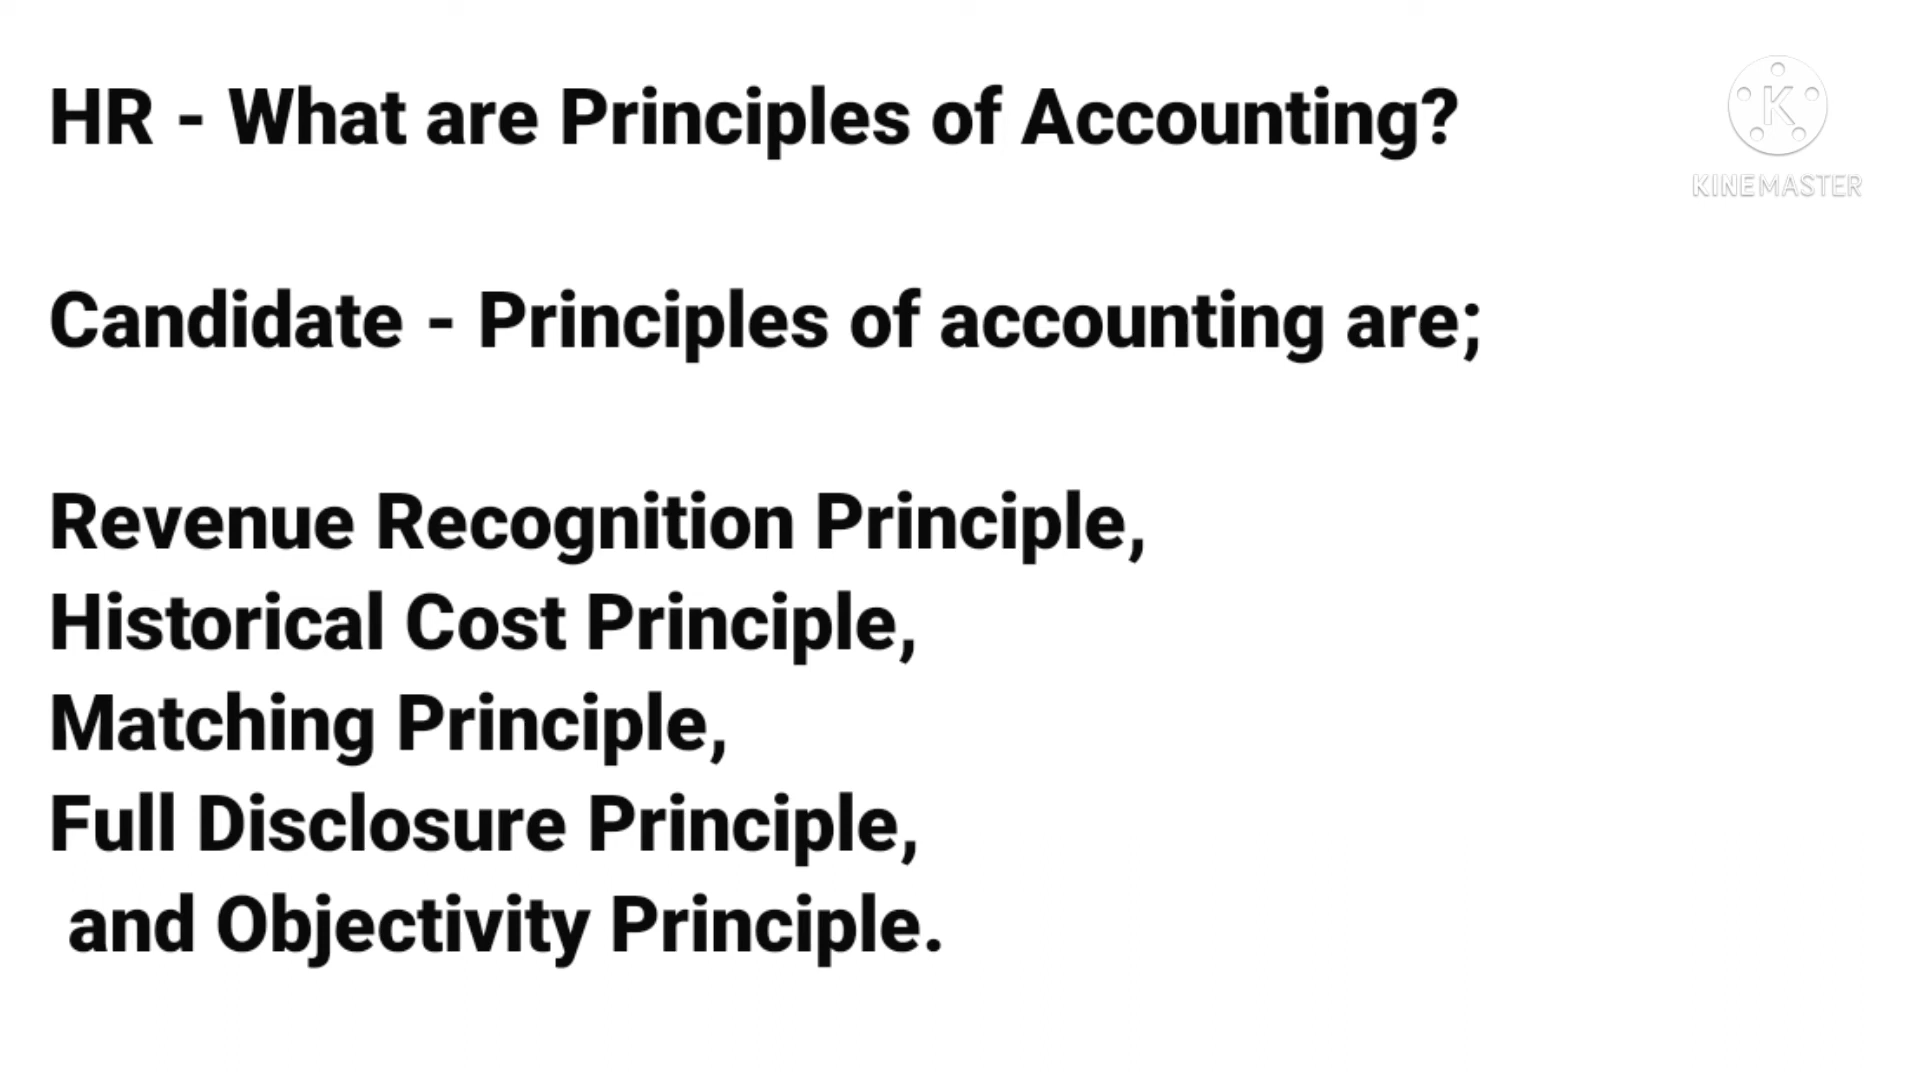 HR - What are Principles of Accounting?
K
KINEMASTER
Candidate - Principles of accounting are;
Revenue Recognition Principle,
Historical Cost Principle,
Matching Principle,
Full Disclosure Principle,
and Objectivity Principle.